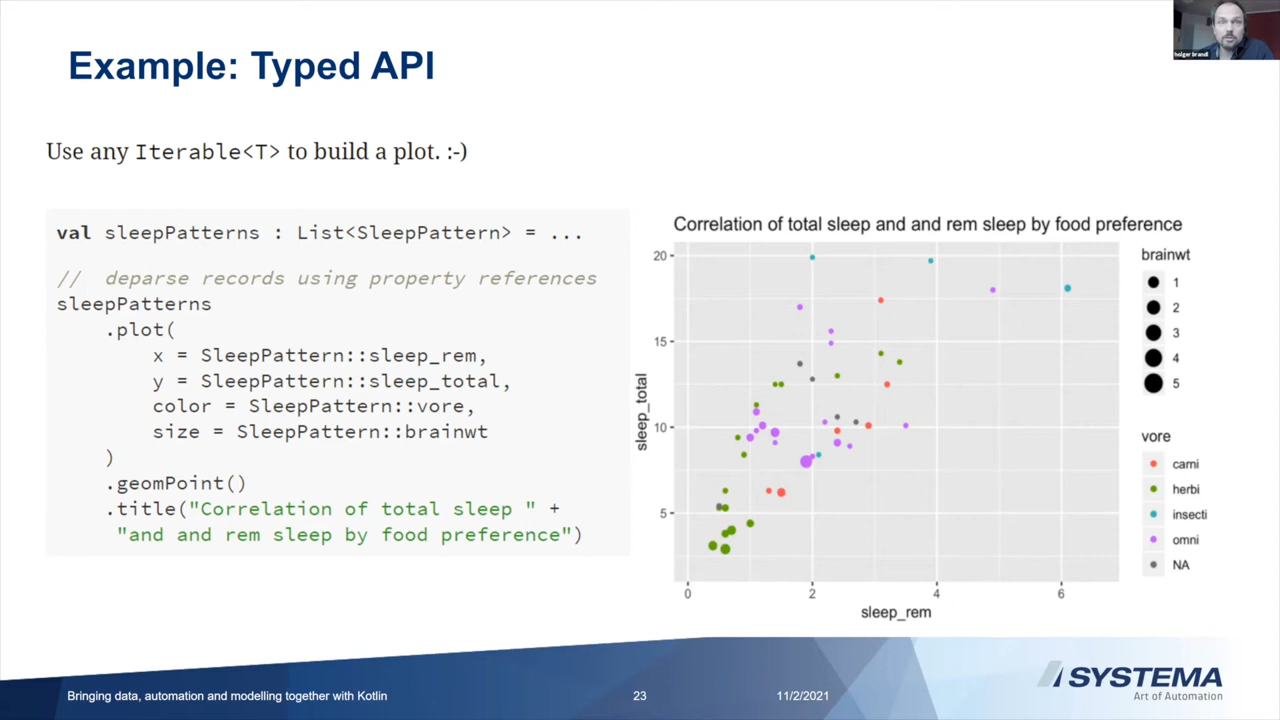 Example: Typed API
holger brandl
Use any Iterable<T> to build a plot. :-)
val sleepPatterns : List<SleepPattern> = ...
// deparse records using property references
sleepPatterns
.plot(
x = SleepPattern::sleep_rem,
y = SleepPattern::sleep_total,
color = SleepPattern::vore,
size = SleepPattern::brainwt
)
.geomPoint()
.title("Correlation of total sleep " +
"and and rem sleep by food preference")
Correlation of total sleep and and rem sleep by food preference
20
15
10
5
sleep_total
0 2 4 6
sleep_rem
brainwt
1
2
3
4
5
vore
carni
herbi
insecti
omni
NA
Bringing data, automation and modelling together with Kotlin
23
11/2/2021
SYSTEMA
Art of Automation